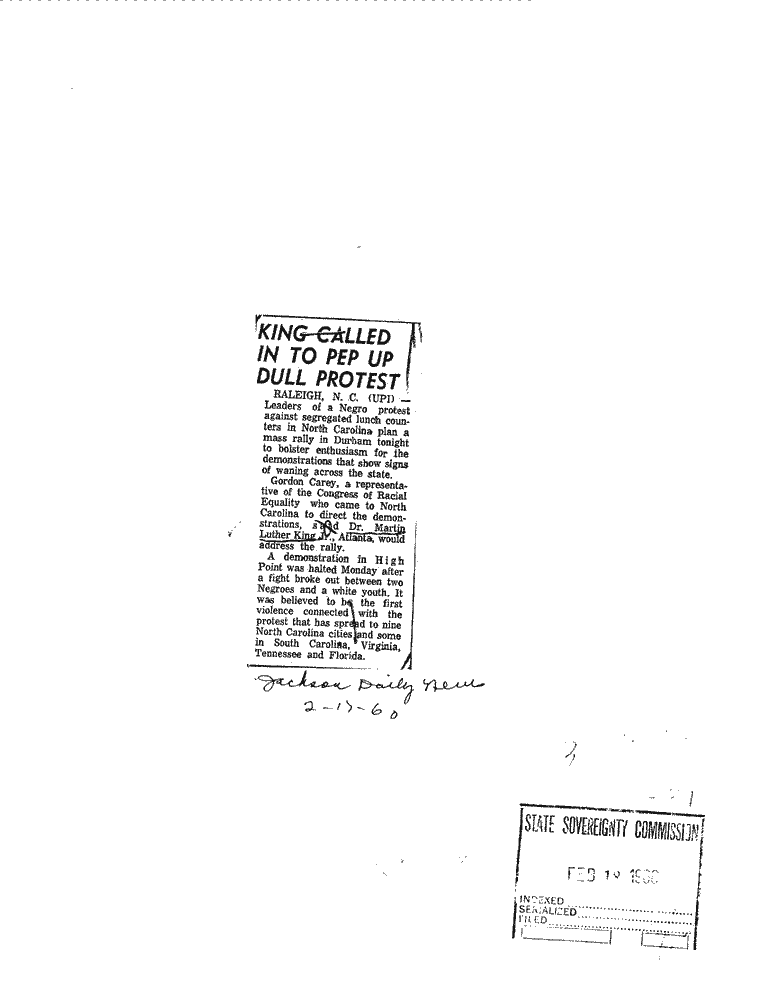 KING CALLED
IN TO PEP UP
DULL PROTEST
RALEIGH, N. C. (UPI) —
Leaders of a Negro protest
against segregated lunch coun-
ters in North Carolina plan a
mass rally in Durham tonight
to bolster enthusiasm for the
demonstrations that show signs
of waning across the state.
Gordon Carey, a representa-
tive of the Congress of Racial
Equality who came to North
Carolina to direct the demon-
strations, said Dr. Martin
Luther King Jr., Atlanta, would
address the rally.
A demonstration in High
Point was halted Monday after
a fight broke out between two
Negroes and a white youth. It
was believed to be the first
violence connected with the
protest that has spread to nine
North Carolina cities and some
in South Carolina, Virginia,
Tennessee and Florida.
Jackson Daily News
STATE SOVEREIGNTY COMMISSION
FEB 1960
INDEXED
SERIALIZED
FILED